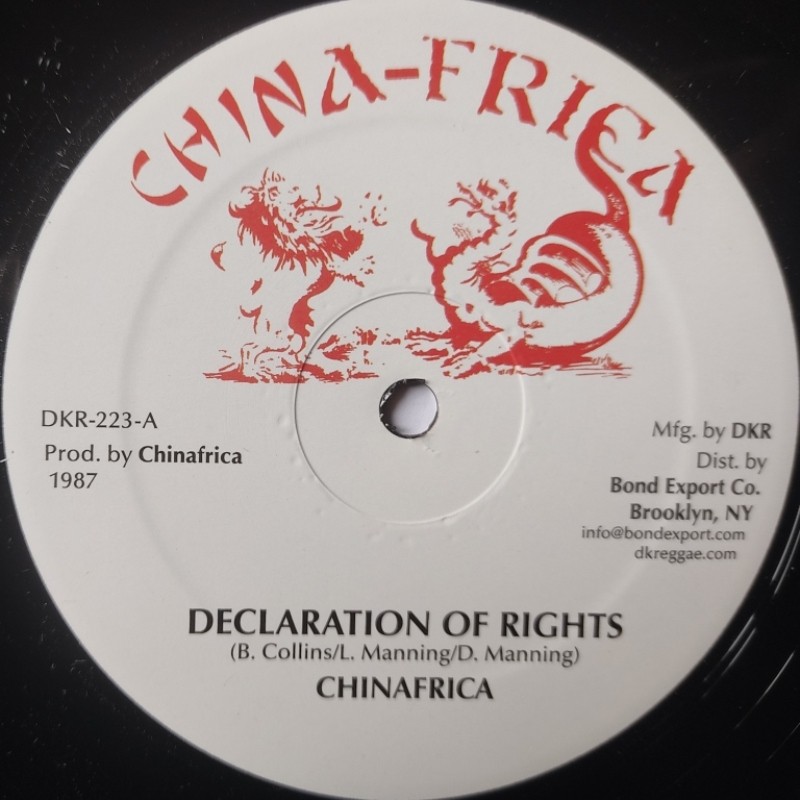 CHINA-FRICA
DKR-223-A
Prod. by Chinafrica
1987
Mfg. by DKR
Dist. by
Bond Export Co.
Brooklyn, NY
info@bondexport.com
dkreggae.com
DECLARATION OF RIGHTS
(B. Collins/L. Manning/D. Manning)
CHINAFRICA